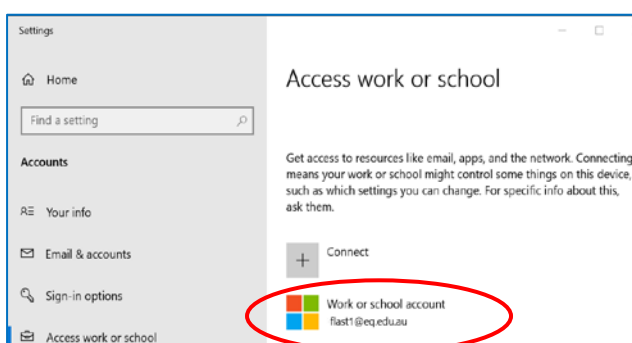 Settings
Home
Find a setting
Accounts
Your info
Email & accounts
Sign-in options
Access work or school
Access work or school
Get access to resources like email, apps, and the network. Connecting
means your work or school might control some things on this device,
such as which settings you can change. For specific info about this,
ask them.
Connect
Work or school account
flast1@eq.edu.au